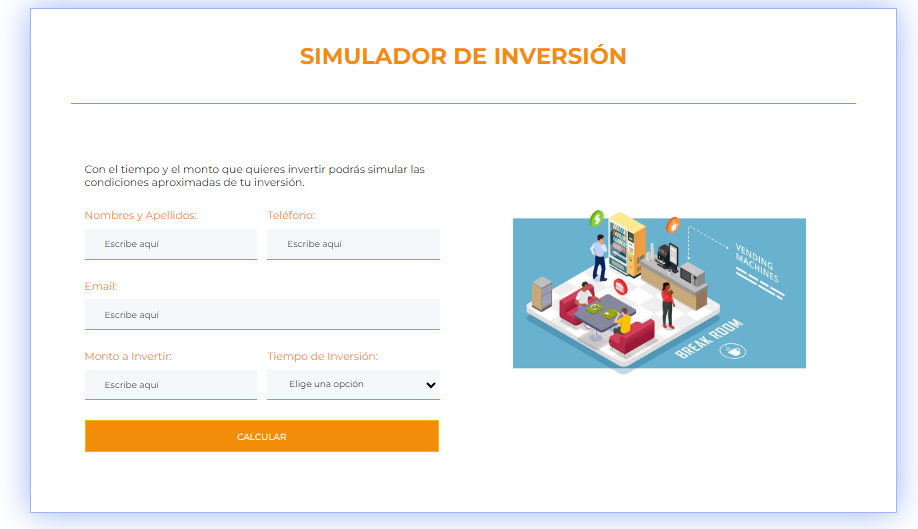 SIMULADOR DE INVERSIÓN
Con el tiempo y el monto que quieres invertir podrás simular las
condiciones aproximadas de tu inversión.
Nombres y Apellidos:
Teléfono:
Escribe aquí
Escribe aquí
Email:
Escribe aquí
Monto a Invertir:
Tiempo de Inversión:
Escribe aquí
Elige una opción
CALCULAR
VENDING
MACHINES
BREAK ROOM